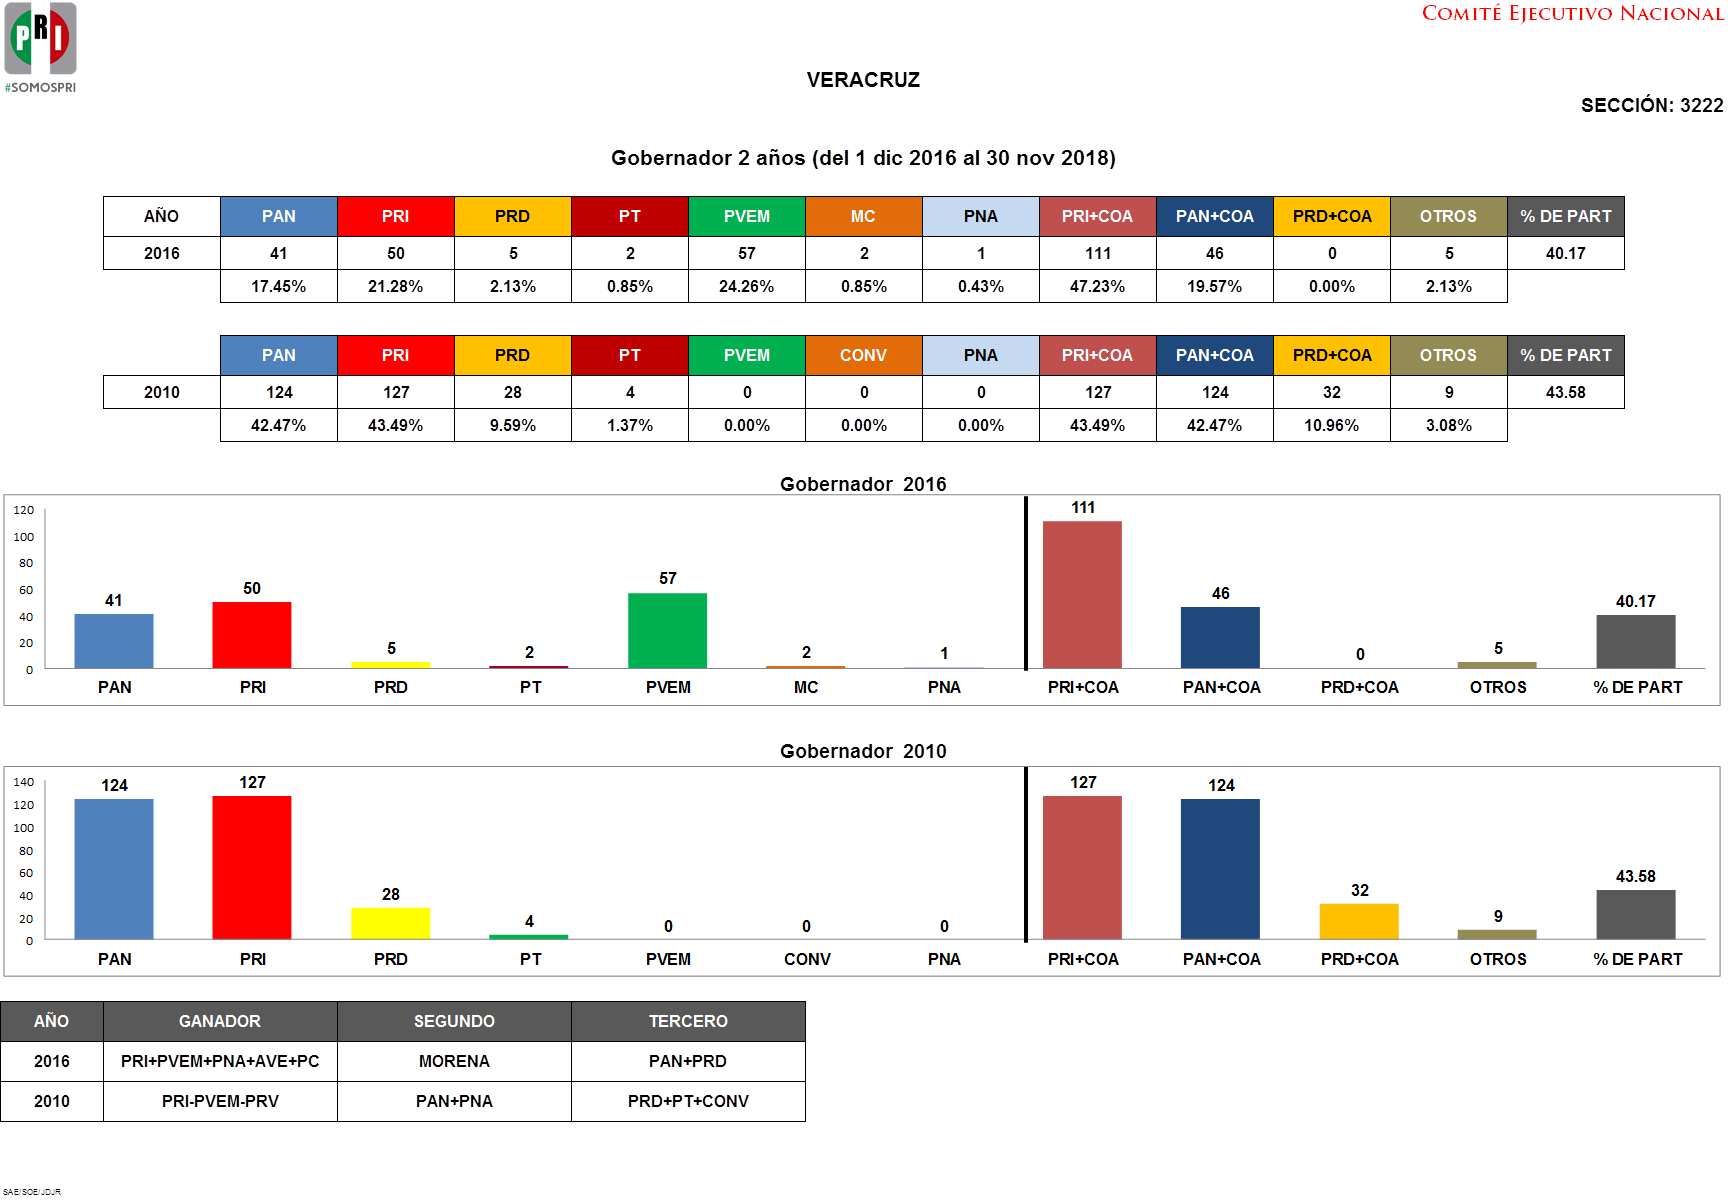 PRI
#SOMOSPRI
COMITÉ EJECUTIVO NACIONAL
VERACRUZ
SECCIÓN: 3222
Gobernador 2 años (del 1 dic 2016 al 30 nov 2018)
AÑO PAN PRI PRD PT PVEM MC PNA PRI+COA PAN+COA PRD+COA OTROS % DE PART
2016 41 50 5 2 57 2 1 111 46 0 5 40.17
17.45% 21.28% 2.13% 0.85% 24.26% 0.85% 0.43% 47.23% 19.57% 0.00% 2.13%
PAN PRI PRD PT PVEM CONV PNA PRI+COA PAN+COA PRD+COA OTROS % DE PART
2010 124 127 28 4 0 0 0 127 124 32 9 43.58
42.47% 43.49% 9.59% 1.37% 0.00% 0.00% 0.00% 43.49% 42.47% 10.96% 3.08%
Gobernador 2016
120
100
80
60
40
20
0
41 50 5 2 57 2 1 111 46 0 5 40.17
PAN PRI PRD PT PVEM MC PNA PRI+COA PAN+COA PRD+COA OTROS % DE PART
Gobernador 2010
140
120
100
80
60
40
20
0
124 127 28 4 0 0 0 127 124 32 9 43.58
PAN PRI PRD PT PVEM CONV PNA PRI+COA PAN+COA PRD+COA OTROS % DE PART
AÑO GANADOR SEGUNDO TERCERO
2016 PRI+PVEM+PNA+AVE+PC MORENA PAN+PRD
2010 PRI-PVEM-PRV PAN+PNA PRD+PT+CONV
SAE/SOE/JDJR